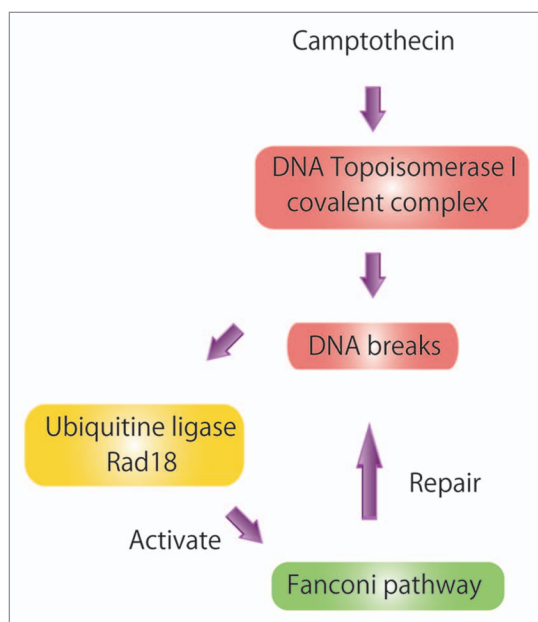 Camptothecin
DNA Topoisomerase I
covalent complex
DNA breaks
Ubiquitine ligase
Rad18
Repair
Activate
Fanconi pathway